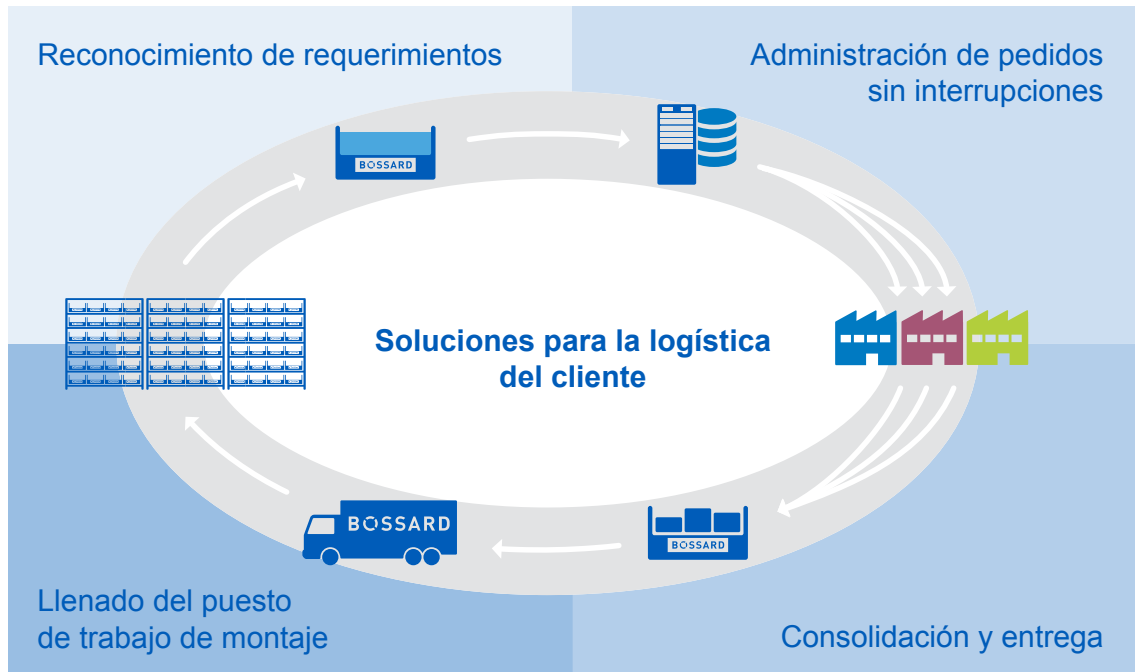 Reconocimiento de requerimientos
Administración de pedidos
sin interrupciones
BOSSARD
Soluciones para la logística
del cliente
BOSSARD
BOSSARD
Llenado del puesto
de trabajo de montaje
Consolidación y entrega